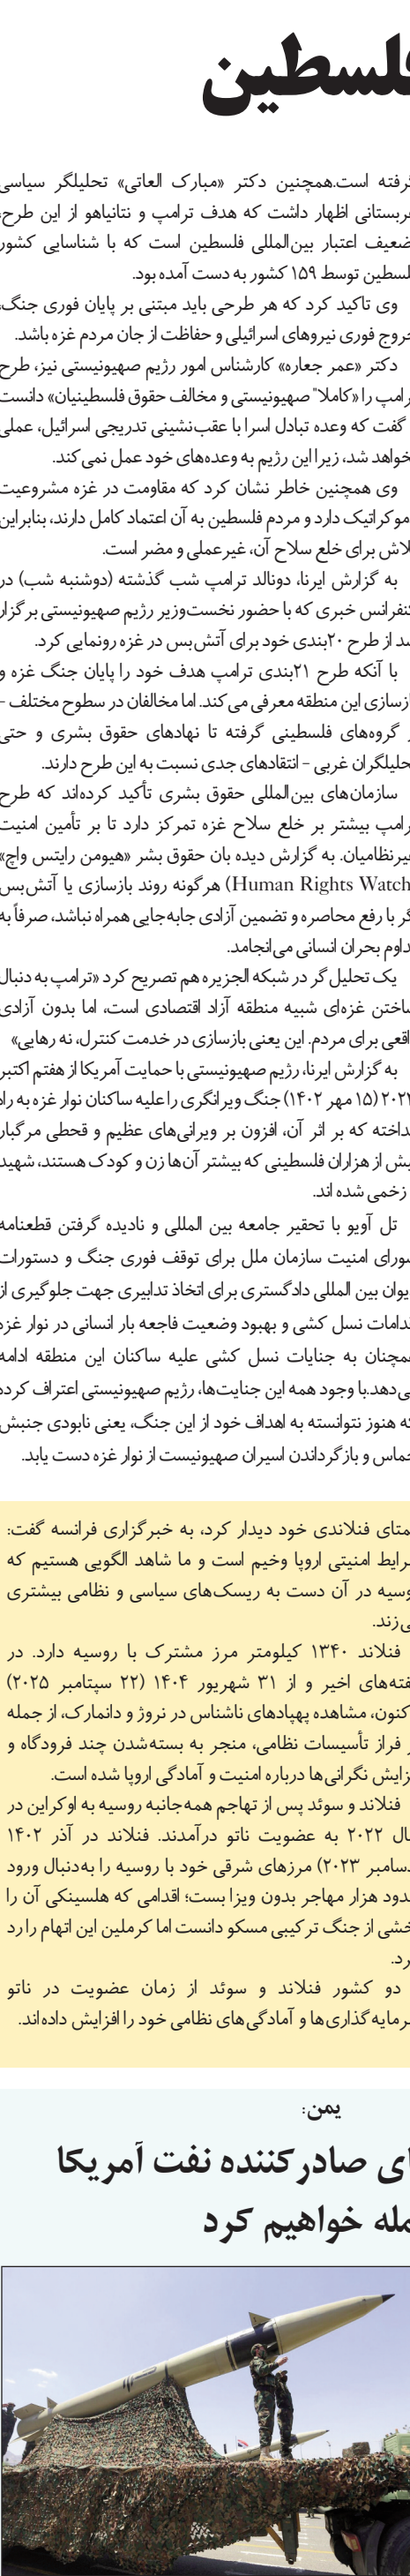 فلسطین
گرفته است.همچنین دکتر «مبارک العاتی» تحلیلگر سیاسی
عربستانی اظهار داشت که هدف ترامپ و نتانیاهو از این طرح،
تضعیف اعتبار بین‌المللی فلسطین است که با شناسایی کشور
فلسطین توسط ۱۵۹ کشور به دست آمده بود.
وی تاکید کرد که هر طرحی باید مبتنی بر پایان فوری جنگ،
خروج فوری نیروهای اسرائیلی و حفاظت از جان مردم غزه باشد.
دکتر «عمر جعاره» کارشناس امور رژیم صهیونیستی نیز، طرح
ترامپ را «کاملا" صهیونیستی و مخالف حقوق فلسطینیان» دانست
گفت که وعده تبادل اسرا با عقب‌نشینی تدریجی اسرائیل، عملی
نخواهد شد، زیرا این رژیم به وعده‌های خود عمل نمی‌کند.
وی همچنین خاطر نشان کرد که مقاومت در غزه مشروعیت
دموکراتیک دارد و مردم فلسطین به آن اعتماد کامل دارند، بنابراین
تلاش برای خلع سلاح آن، غیرعملی و مضر است.
به گزارش ایرنا، دونالد ترامپ شب گذشته (دوشنبه شب) در
کنفرانس خبری که با حضور نخست‌وزیر رژیم صهیونیستی برگزار
شد از طرح ۲۰بندی خود برای آتش‌بس در غزه رونمایی کرد.
با آنکه طرح ۲۱بندی ترامپ هدف خود را پایان جنگ غزه و
بازسازی این منطقه معرفی می‌کند. اما مخالفان در سطوح مختلف -
از گروه‌های فلسطینی گرفته تا نهادهای حقوق بشری و حتی
تحلیلگران غربی - انتقادهای جدی نسبت به این طرح دارند.
سازمان‌های بین‌المللی حقوق بشری تأکید کرده‌اند که طرح
ترامپ بیشتر بر خلع سلاح غزه تمرکز دارد تا بر تأمین امنیت
غیرنظامیان. به گزارش دیده بان حقوق بشر «هیومن رایتس واچ»
(Human Rights Watch) هرگونه روند بازسازی یا آتش‌بس
اگر با رفع محاصره و تضمین آزادی جابه‌جایی همراه نباشد، صرفاً به
تداوم بحران انسانی می‌انجامد.
یک تحلیل گر در شبکه الجزیره هم تصریح کرد «ترامپ به دنبال
ساختن غزه‌ای شبیه منطقه آزاد اقتصادی است، اما بدون آزادی
واقعی برای مردم. این یعنی بازسازی در خدمت کنترل، نه رهایی»
به گزارش ایرنا، رژیم صهیونیستی با حمایت آمریکا از هفتم اکتبر
۲۰۲۳ (۱۵ مهر ۱۴۰۲) جنگ ویرانگری را علیه ساکنان نوار غزه به راه
انداخته که بر اثر آن، افزون بر ویرانی‌های عظیم و قحطی مرگبار
بیش از هزاران فلسطینی که بیشتر آن‌ها زن و کودک هستند، شهید
زخمی شده اند.
تل آویو با تحقیر جامعه بین المللی و نادیده گرفتن قطعنامه
شورای امنیت سازمان ملل برای توقف فوری جنگ و دستورات
دیوان بین المللی دادگستری برای اتخاذ تدابیری جهت جلوگیری از
اقدامات نسل کشی و بهبود وضعیت فاجعه بار انسانی در نوار غزه
همچنان به جنایات نسل کشی علیه ساکنان این منطقه ادامه
می‌دهد.با وجود همه این جنایت‌ها، رژیم صهیونیستی اعتراف کرده
که هنوز نتوانسته به اهداف خود از این جنگ، یعنی نابودی جنبش
حماس و بازگرداندن اسیران صهیونیست از نوار غزه دست یابد.
همتای فنلاندی خود دیدار کرد، به خبرگزاری فرانسه گفت:
شرایط امنیتی اروپا وخیم است و ما شاهد الگویی هستیم که
روسیه در آن دست به ریسک‌های سیاسی و نظامی بیشتری
می‌زند.
فنلاند ۱۳۴۰ کیلومتر مرز مشترک با روسیه دارد. در
هفته‌های اخیر و از ۳۱ شهریور ۱۴۰۴ (۲۲ سپتامبر ۲۰۲۵)
تاکنون، مشاهده پهپادهای ناشناس در نروژ و دانمارک، از جمله
بر فراز تأسیسات نظامی، منجر به بسته‌شدن چند فرودگاه و
افزایش نگرانی‌ها درباره امنیت و آمادگی اروپا شده است.
فنلاند و سوئد پس از تهاجم همه‌جانبه روسیه به اوکراین در
سال ۲۰۲۲ به عضویت ناتو درآمدند. فنلاند در آذر ۱۴۰۲
(دسامبر ۲۰۲۳) مرزهای شرقی خود با روسیه را به‌دنبال ورود
حدود هزار مهاجر بدون ویزا بست؛ اقدامی که هلسینکی آن را
بخشی از جنگ ترکیبی مسکو دانست اما کرملین این اتهام را رد
کرد.
دو کشور فنلاند و سوئد از زمان عضویت در ناتو
سرمایه‌گذاری‌ها و آمادگی‌های نظامی خود را افزایش داده‌اند.
یمن:
ای صادرکننده نفت آمریکا
حمله خواهیم کرد